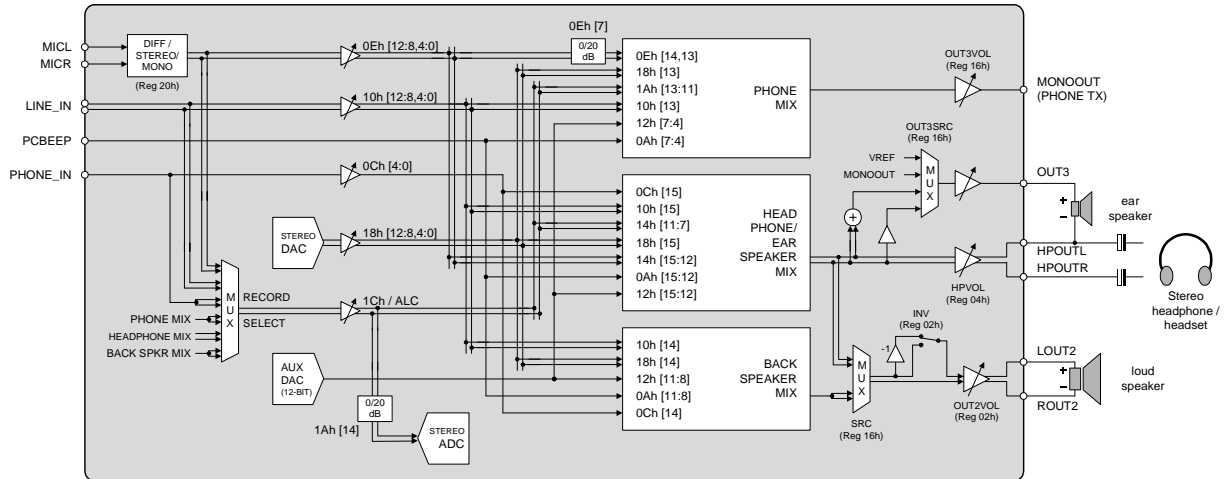 MICL
MICR
LINE_IN
PCBEEP
PHONE_IN
DIFF /
STEREO/
MONO
(Reg 20h)
0Eh [12:8,4:0]
10h [12:8,4:0]
0Ch [4:0]
STEREO
DAC
18h [12:8,4:0]
M
U
X
RECORD
SELECT
PHONE MIX
HEADPHONE MIX
BACK SPKR MIX
1Ch / ALC
AUX
DAC
(12-BIT)
0/20
dB
1Ah [14]
STEREO
ADC
0Eh [7]
0/20
dB
0Eh [14,13]
18h [13]
1Ah [13:11]
10h [13]
12h [7:4]
0Ah [7:4]
PHONE
MIX
0Ch [15]
10h [15]
14h [11:7]
18h [15]
14h [15:12]
0Ah [15:12]
12h [15:12]
HEAD
PHONE/
EAR
SPEAKER
MIX
10h [14]
18h [14]
12h [11:8]
0Ah [11:8]
0Ch [14]
BACK
SPEAKER
MIX
OUT3VOL
(Reg 16h)
MONOOUT
(PHONE TX)
OUT3SRC
(Reg 16h)
VREF
MONOOUT
M
U
X
+
OUT3
+
–
ear
speaker
HPOUTL
HPOUTR
HPVOL
(Reg 04h)
Stereo
headphone /
headset
INV
(Reg 02h)
-1
M
U
X
SRC
(Reg 16h)
OUT2VOL
(Reg 02h)
LOUT2
+
–
ROUT2
loud
speaker